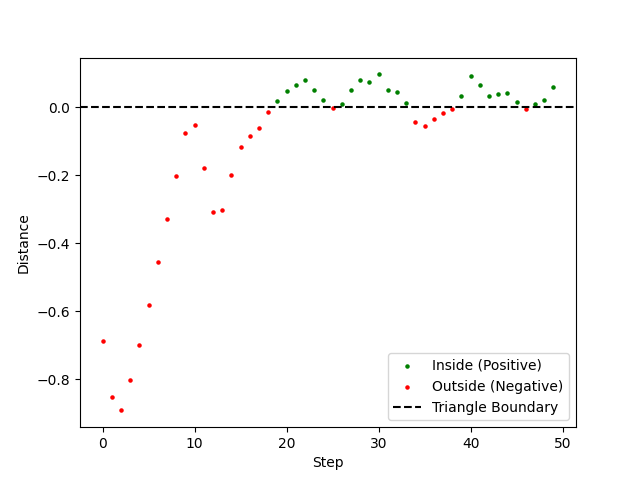 0.0
−0.2
−0.4
−0.6
−0.8
Distance
0 10 20 30 40 50
Step
Inside (Positive)
Outside (Negative)
Triangle Boundary